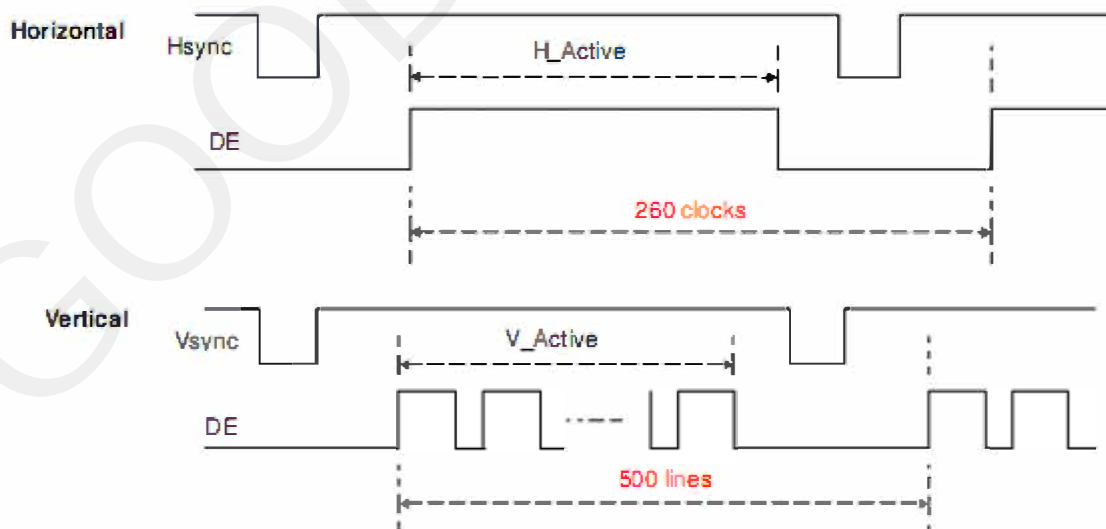 Horizontal
Hsync
H_Active
DE
260 clocks
Vertical
Vsync
V_Active
DE
500 lines